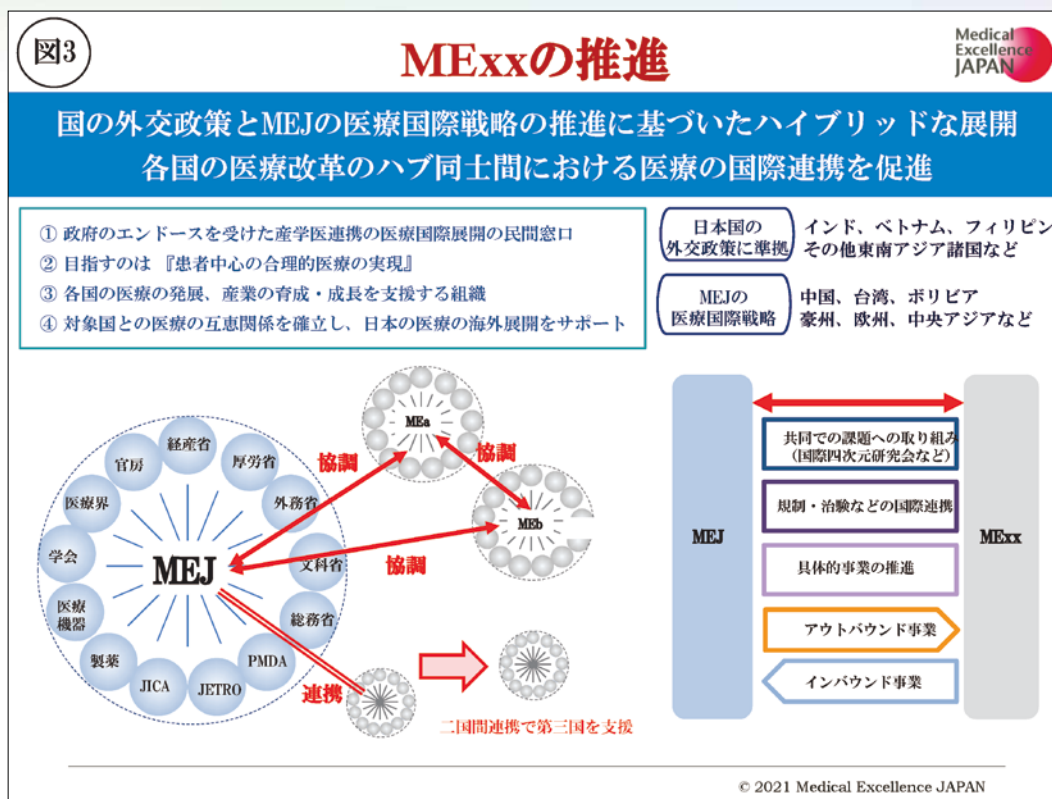 図3
MExxの推進
Medical
Excellence
JAPAN
国の外交政策とMEJの医療国際戦略の推進に基づいたハイブリッドな展開
各国の医療改革のハブ同士間における医療の国際連携を促進
① 政府のエンドースを受けた産学医連携の医療国際展開の民間窓口
② 目指すのは 『患者中心の合理的医療の実現』
③ 各国の医療の発展、産業の育成・成長を支援する組織
④ 対象国との医療の互恵関係を確立し、日本の医療の海外展開をサポート
日本国の
外交政策に準拠
インド、ベトナム、フィリピン
その他東南アジア諸国など
MEJの
医療国際戦略
中国、台湾、ボリビア
豪州、欧州、中央アジアなど
経産省
官房
厚労省
医療界
外務省
学会
MEJ
文科省
医療
機器
総務省
製薬
PMDA
JICA
JETRO
MEa
協調
MEb
協調
連携
二国間連携で第三国を支援
MEJ
MExx
共同での課題への取り組み
(国際四次元研究会など)
規制・治験などの国際連携
具体的事業の推進
アウトバウンド事業
インバウンド事業
© 2021 Medical Excellence JAPAN